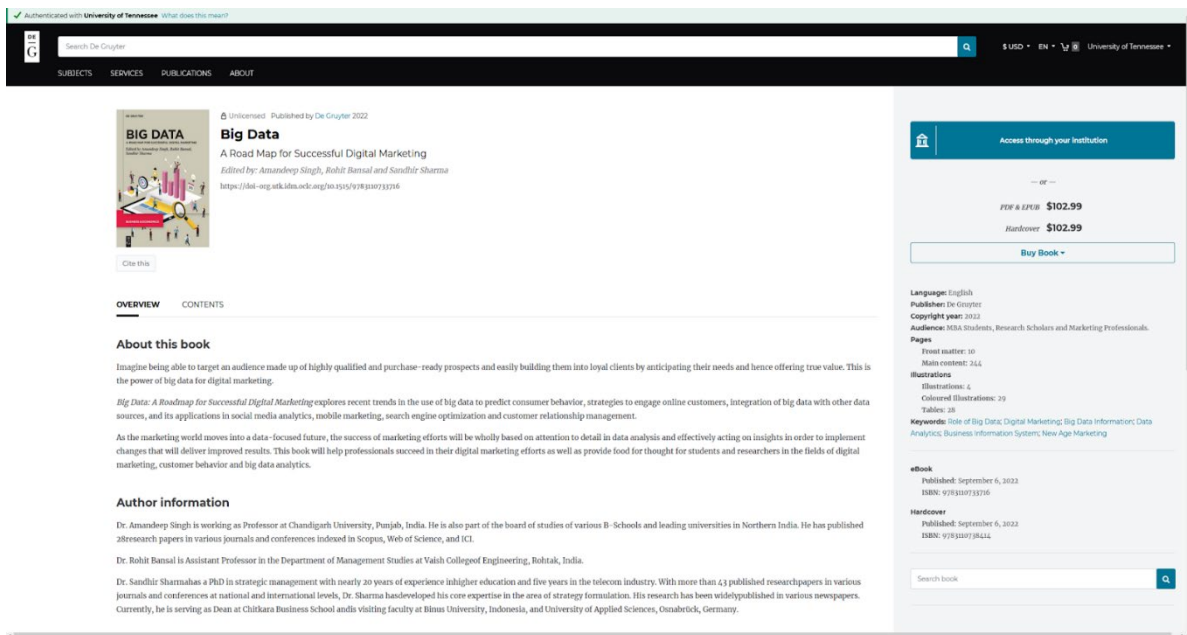 Authenticated with University of Tennessee What does this mean?
DE
G
Search De Gruyter
$ USD
EN
0
University of Tennessee
SUBJECTS SERVICES PUBLICATIONS ABOUT
BIG DATA
Unlicensed Published by De Gruyter 2022
Big Data
A Road Map for Successful Digital Marketing
Edited by: Amandeep Singh, Rohit Bansal and Sandhir Sharma
https://doi-org.utk.idm.oclc.org/10.1515/9783110733716
Cite this
OVERVIEW CONTENTS
About this book
Imagine being able to target an audience made up of highly qualified and purchase-ready prospects and easily building them into loyal clients by anticipating their needs and hence offering true value. This is
the power of big data for digital marketing.
Big Data: A Roadmap for Successful Digital Marketing explores recent trends in the use of big data to predict consumer behavior, strategies to engage online customers, integration of big data with other data
sources, and its applications in social media analytics, mobile marketing, search engine optimization and customer relationship management.
As the marketing world moves into a data-focused future, the success of marketing efforts will be wholly based on attention to detail in data analysis and effectively acting on insights in order to implement
changes that will deliver improved results. This book will help professionals succeed in their digital marketing efforts as well as provide food for thought for students and researchers in the fields of digital
marketing, customer behavior and big data analytics.
Author information
Dr. Amandeep Singh is working as Professor at Chandigarh University, Punjab, India. He is also part of the board of studies of various B-Schools and leading universities in Northern India. He has published
28research papers in various journals and conferences indexed in Scopus, Web of Science, and ICI.
Dr. Rohit Bansal is Assistant Professor in the Department of Management Studies at Vaish Collegeof Engineering, Rohtak, India.
Dr. Sandhir Sharmahas a PhD in strategic management with nearly 20 years of experience inhigher education and five years in the telecom industry. With more than 43 published researchpapers in various
journals and conferences at national and international levels, Dr. Sharma hasdeveloped his core expertise in the area of strategy formulation. His research has been widelypublished in various newspapers.
Currently, he is serving as Dean at Chitkara Business School andis visiting faculty at Binus University, Indonesia, and University of Applied Sciences, Osnabrück, Germany.
Access through your institution
— or —
PDF & EPUB $102.99
Hardcover $102.99
Buy Book
Language: English
Publisher: De Gruyter
Copyright year: 2022
Audience: MBA Students, Research Scholars and Marketing Professionals.
Pages
Front matter: 10
Main content: 244
Illustrations
Illustrations: 4
Coloured Illustrations: 29
Tables: 28
Keywords: Role of Big Data; Digital Marketing; Big Data Information; Data
Analytics; Business Information System; New Age Marketing
eBook
Published: September 6, 2022
ISBN: 9783110733716
Hardcover
Published: September 6, 2022
ISBN: 9783110738414
Search book